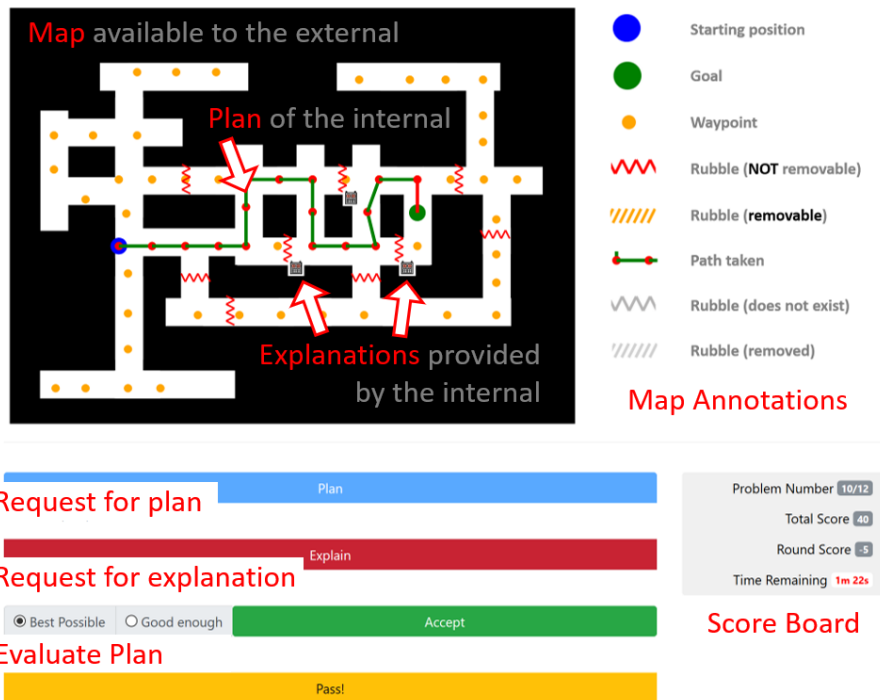 Map available to the external
Plan of the internal
Explanations provided
by the internal
Starting position
Goal
Waypoint
Rubble (NOT removable)
Rubble (removable)
Path taken
Rubble (does not exist)
Rubble (removed)
Map Annotations
Plan
Request for plan
Explain
Request for explanation
Best Possible
Good enough
Accept
Evaluate Plan
Pass!
Problem Number 10/12
Total Score 40
Round Score -5
Time Remaining 1m 22s
Score Board